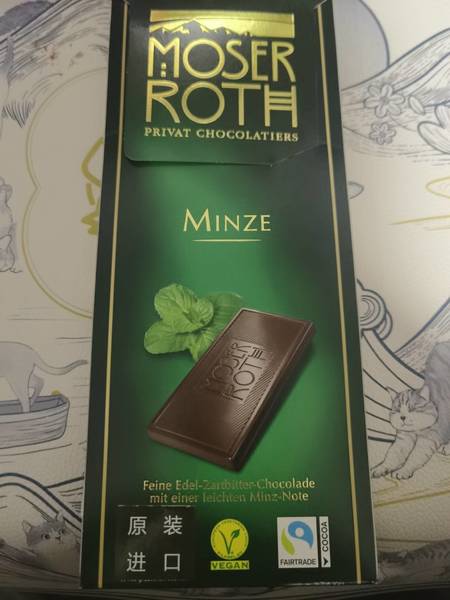 MOSER
ROTH
PRIVAT CHOCOLATIERS
MINZE
MOSER
ROTH
Feine Edel-Zartbitter-Chocolade
mit einer leichten Minz-Note
原装
进口
VEGAN
FAIRTRADE
COCOA